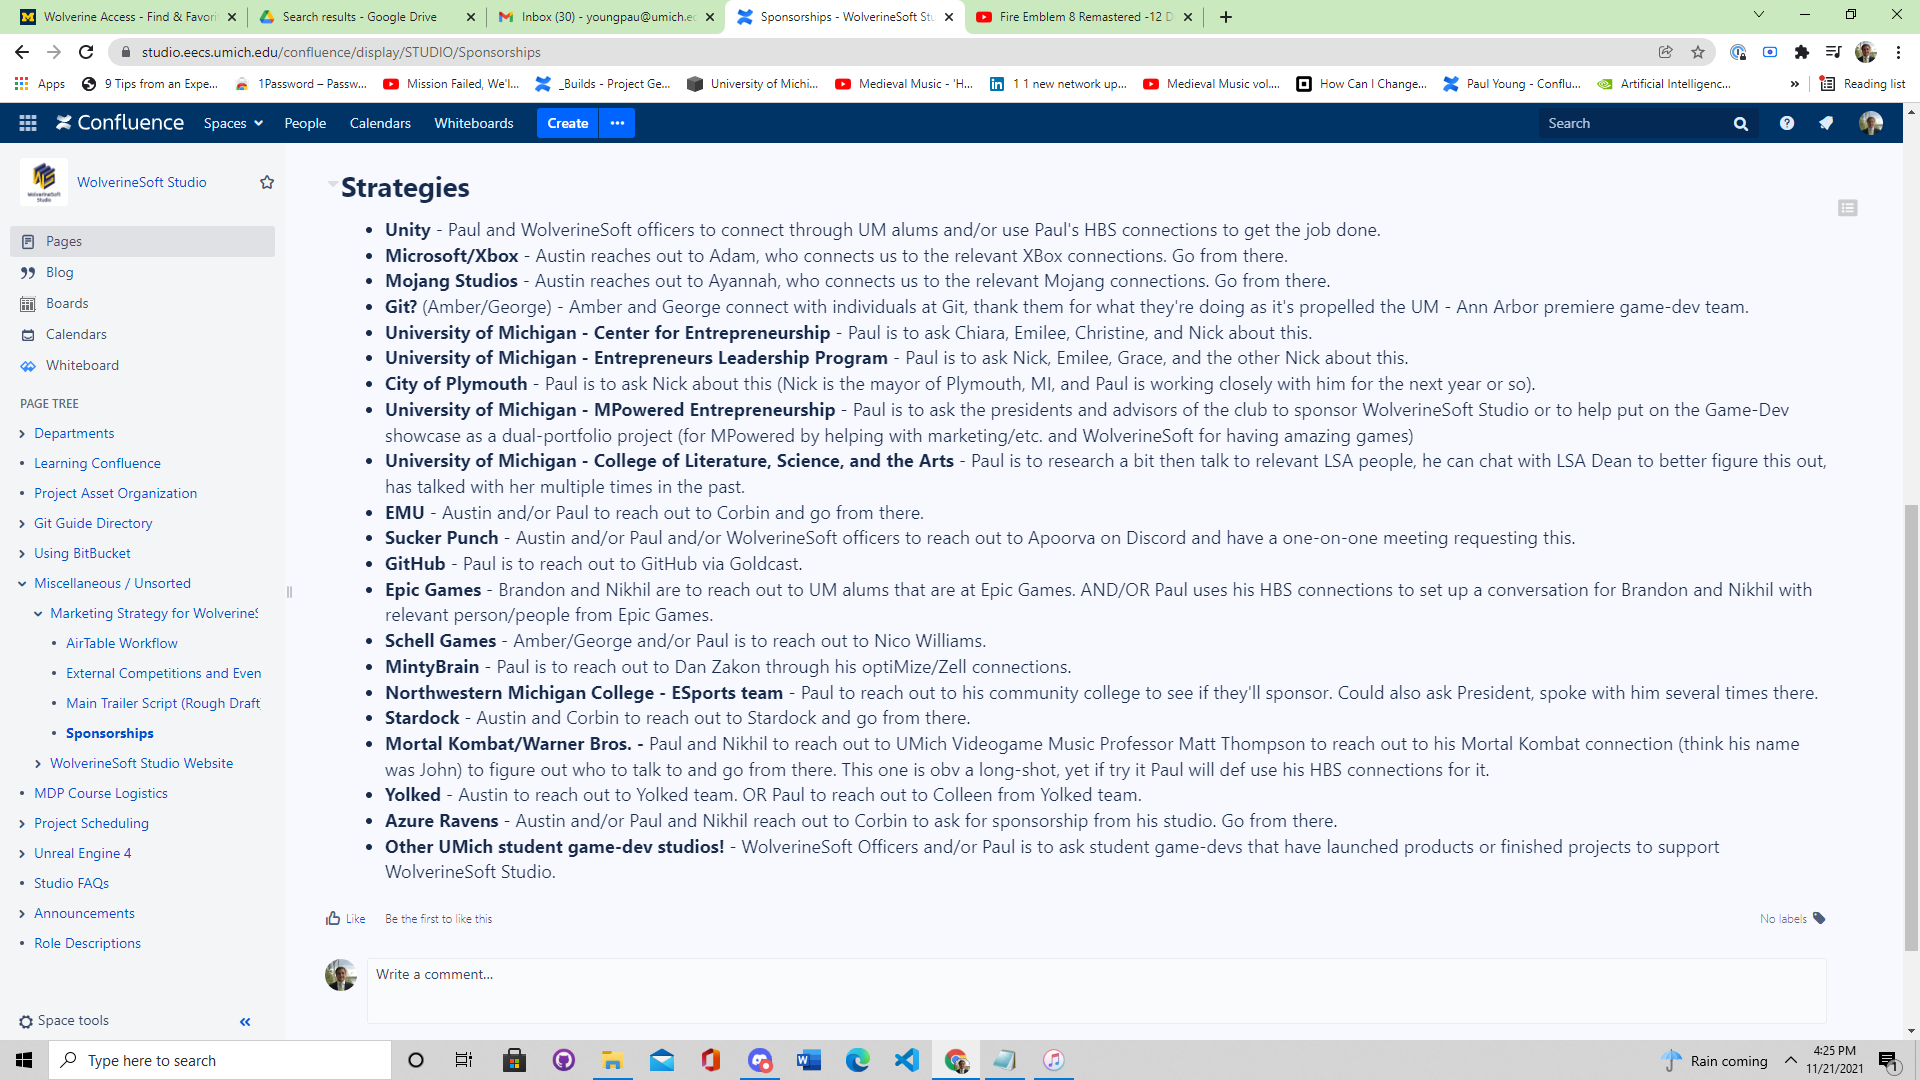 Wolverine Access - Find & Favori
Search results - Google Drive
Inbox (30) - youngpau@umich.ed
Sponsorships - WolverineSoft Stu
Fire Emblem 8 Remastered -12 D
studio.eecs.umich.edu/confluence/display/STUDIO/Sponsorships
Apps
9 Tips from an Expe...
1Password – Passw...
Mission Failed, We'l...
_Builds - Project Ge...
University of Michi...
Medieval Music - 'H...
1 1 new network up...
Medieval Music vol....
How Can I Change...
Paul Young - Conflu...
Artificial Intelligenc...
»
Reading list
Confluence
Spaces
People
Calendars
Whiteboards
Create
Search
WolverineSoft Studio
WolverineSoft Studio
Pages
Blog
Boards
Calendars
Whiteboard
PAGE TREE
Departments
Learning Confluence
Project Asset Organization
Git Guide Directory
Using BitBucket
Miscellaneous / Unsorted
Marketing Strategy for WolverineS
AirTable Workflow
External Competitions and Even
Main Trailer Script (Rough Draft)
Sponsorships
WolverineSoft Studio Website
MDP Course Logistics
Project Scheduling
Unreal Engine 4
Studio FAQs
Announcements
Role Descriptions
Space tools
«
Strategies
• Unity - Paul and WolverineSoft officers to connect through UM alums and/or use Paul's HBS connections to get the job done.
• Microsoft/Xbox - Austin reaches out to Adam, who connects us to the relevant XBox connections. Go from there.
• Mojang Studios - Austin reaches out to Ayannah, who connects us to the relevant Mojang connections. Go from there.
• Git? (Amber/George) - Amber and George connect with individuals at Git, thank them for what they're doing as it's propelled the UM - Ann Arbor premiere game-dev team.
• University of Michigan - Center for Entrepreneurship - Paul is to ask Chiara, Emilee, Christine, and Nick about this.
• University of Michigan - Entrepreneurs Leadership Program - Paul is to ask Nick, Emilee, Grace, and the other Nick about this.
• City of Plymouth - Paul is to ask Nick about this (Nick is the mayor of Plymouth, MI, and Paul is working closely with him for the next year or so).
• University of Michigan - MPowered Entrepreneurship - Paul is to ask the presidents and advisors of the club to sponsor WolverineSoft Studio or to help put on the Game-Dev
showcase as a dual-portfolio project (for MPowered by helping with marketing/etc. and WolverineSoft for having amazing games)
• University of Michigan - College of Literature, Science, and the Arts - Paul is to research a bit then talk to relevant LSA people, he can chat with LSA Dean to better figure this out,
has talked with her multiple times in the past.
• EMU - Austin and/or Paul to reach out to Corbin and go from there.
• Sucker Punch - Austin and/or Paul and/or WolverineSoft officers to reach out to Apoorva on Discord and have a one-on-one meeting requesting this.
• GitHub - Paul is to reach out to GitHub via Goldcast.
• Epic Games - Brandon and Nikhil are to reach out to UM alums that are at Epic Games. AND/OR Paul uses his HBS connections to set up a conversation for Brandon and Nikhil with
relevant person/people from Epic Games.
• Schell Games - Amber/George and/or Paul is to reach out to Nico Williams.
• MintyBrain - Paul is to reach out to Dan Zakon through his optiMize/Zell connections.
• Northwestern Michigan College - ESports team - Paul to reach out to his community college to see if they'll sponsor. Could also ask President, spoke with him several times there.
• Stardock - Austin and Corbin to reach out to Stardock and go from there.
• Mortal Kombat/Warner Bros. - Paul and Nikhil to reach out to UMich Videogame Music Professor Matt Thompson to reach out to his Mortal Kombat connection (think his name
was John) to figure out who to talk to and go from there. This one is obv a long-shot, yet if try it Paul will def use his HBS connections for it.
• Yolked - Austin to reach out to Yolked team. OR Paul to reach out to Colleen from Yolked team.
• Azure Ravens - Austin and/or Paul and Nikhil reach out to Corbin to ask for sponsorship from his studio. Go from there.
• Other UMich student game-dev studios! - WolverineSoft Officers and/or Paul is to ask student game-devs that have launched products or finished projects to support
WolverineSoft Studio.
Like
Be the first to like this
No labels
Write a comment...
Type here to search
Rain coming
4:25 PM
11/21/2021
1